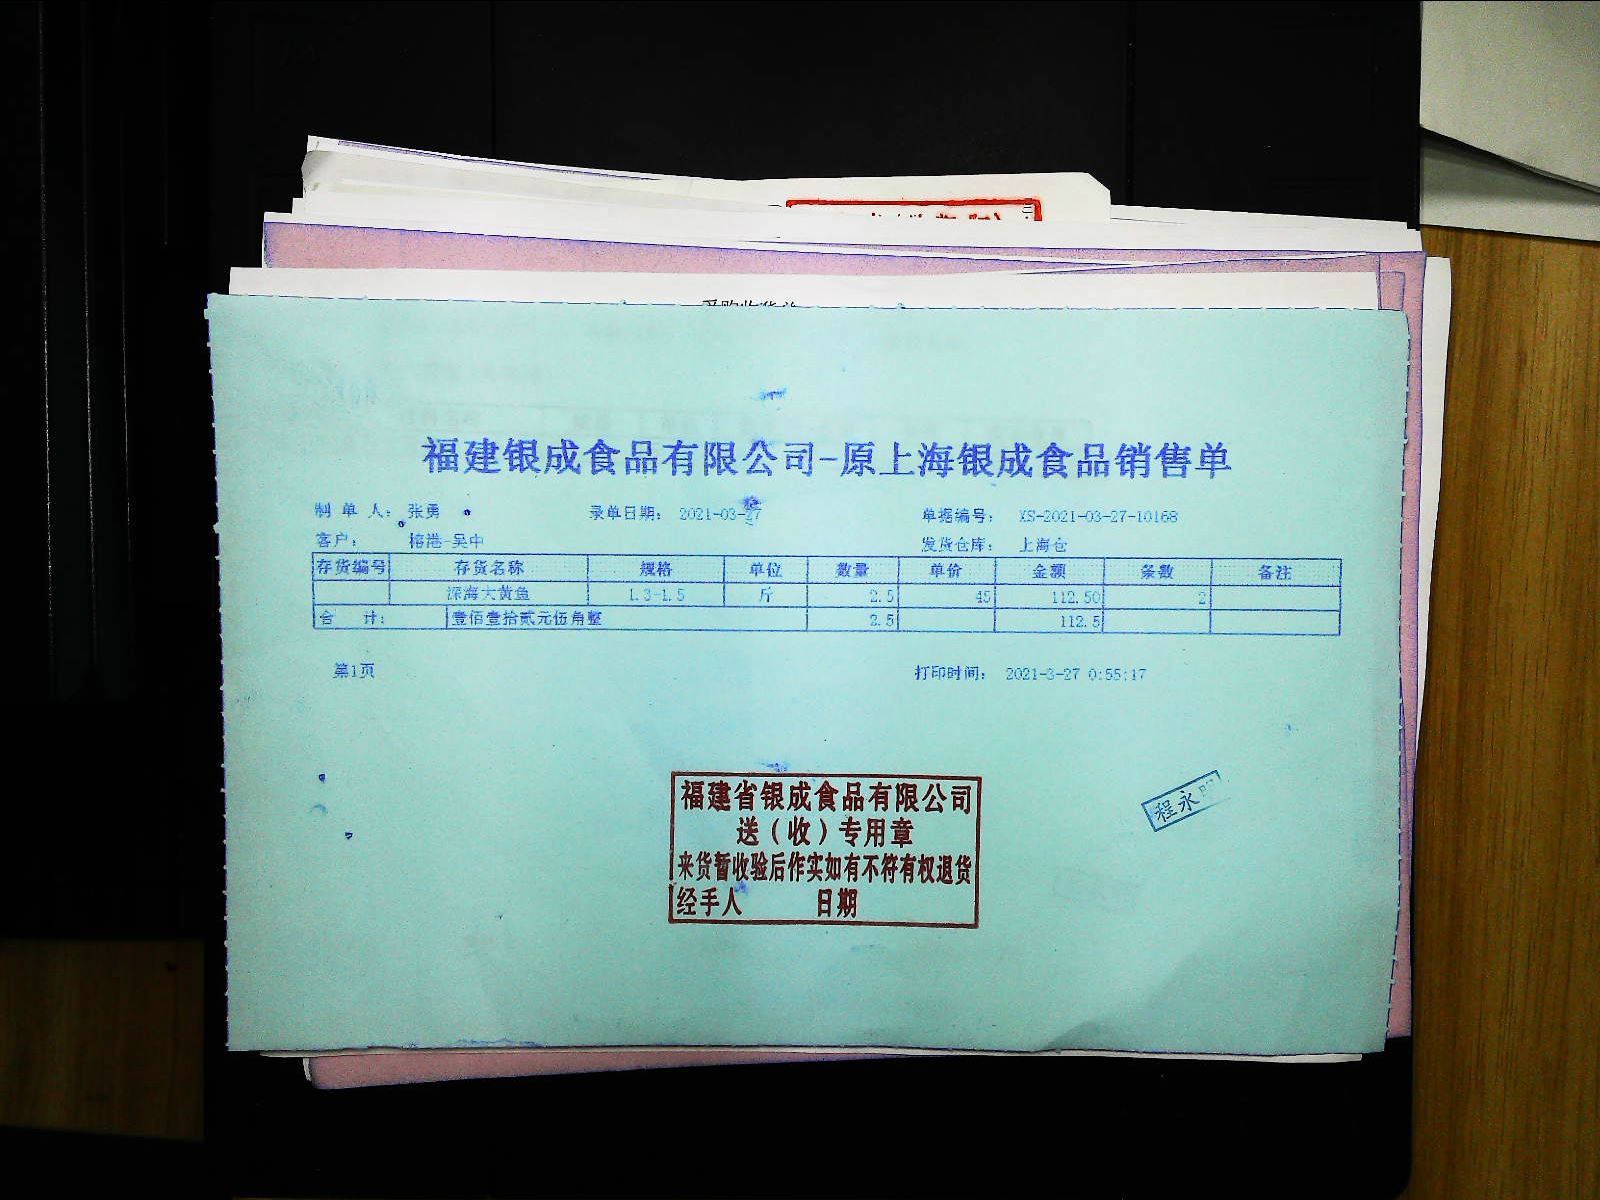 福建银成食品有限公司-原上海银成食品销售单
制 单 人： 张勇 录单日期： 2021-03-27 单据编号： XS-2021-03-27-10168
客户： 榕港-吴中 发货仓库： 上海仓
存货编号 存货名称 规格 单位 数量 单价 金额 条数 备注
深海大黄鱼 1.3-1.5 斤 2.5 45 112.50 2
合 计： 壹佰壹拾贰元伍角整 2.5 112.5
第1页 打印时间： 2021-3-27 0:55:17
福建省银成食品有限公司
送（收）专用章
来货暂收验后作实如有不符有权退货
经手人 日期
程永